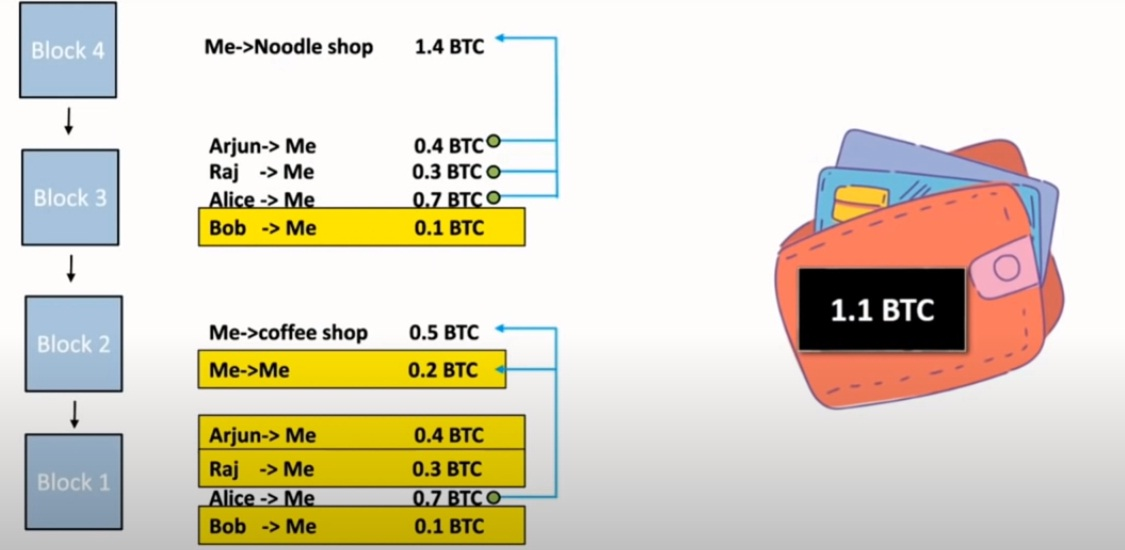 Block 4
Me->Noodle shop 1.4 BTC
Block 3
Arjun-> Me 0.4 BTC
Raj -> Me 0.3 BTC
Alice -> Me 0.7 BTC
Bob -> Me 0.1 BTC
Block 2
Me->coffee shop 0.5 BTC
Me->Me 0.2 BTC
Block 1
Arjun-> Me 0.4 BTC
Raj -> Me 0.3 BTC
Alice -> Me 0.7 BTC
Bob -> Me 0.1 BTC
1.1 BTC